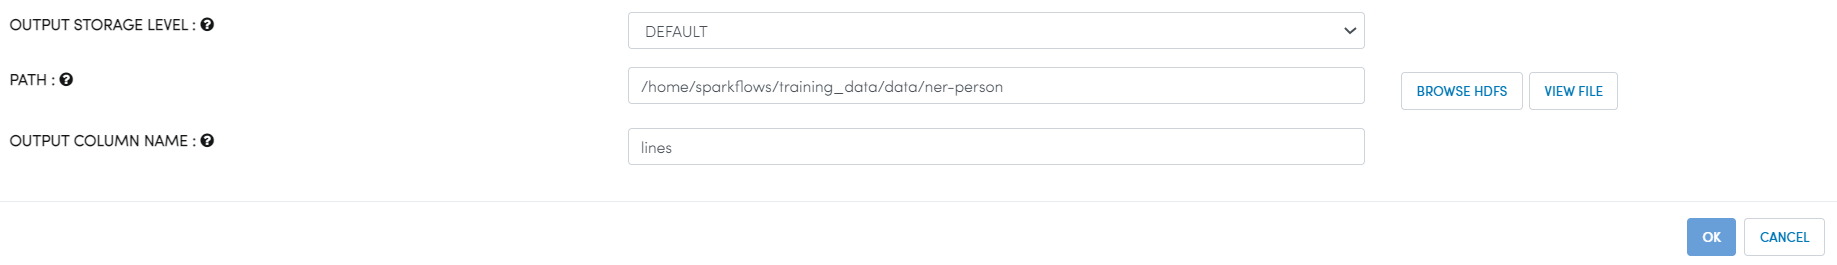 OUTPUT STORAGE LEVEL : ?
DEFAULT
PATH : ?
/home/sparkflows/training_data/data/ner-person
BROWSE HDFS
VIEW FILE
OUTPUT COLUMN NAME : ?
lines
OK
CANCEL